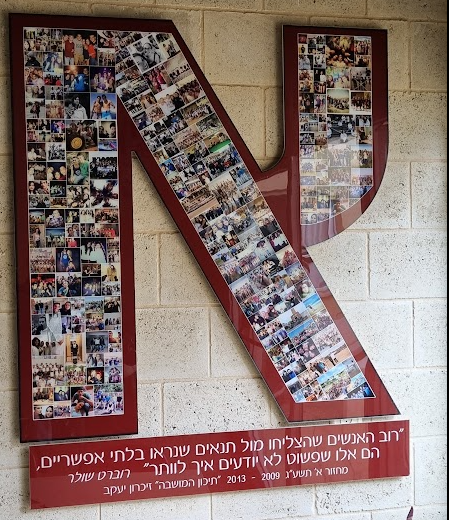 א
"רוב האנשים שהצליחו מול תנאים שנראו בלתי אפשריים,
הם אלו שפשוט לא יודעים איך לוותר" רוברט שולר
מחזור א' תשע"ג 2009 - 2013 "תיכון המושבה" זיכרון יעקב